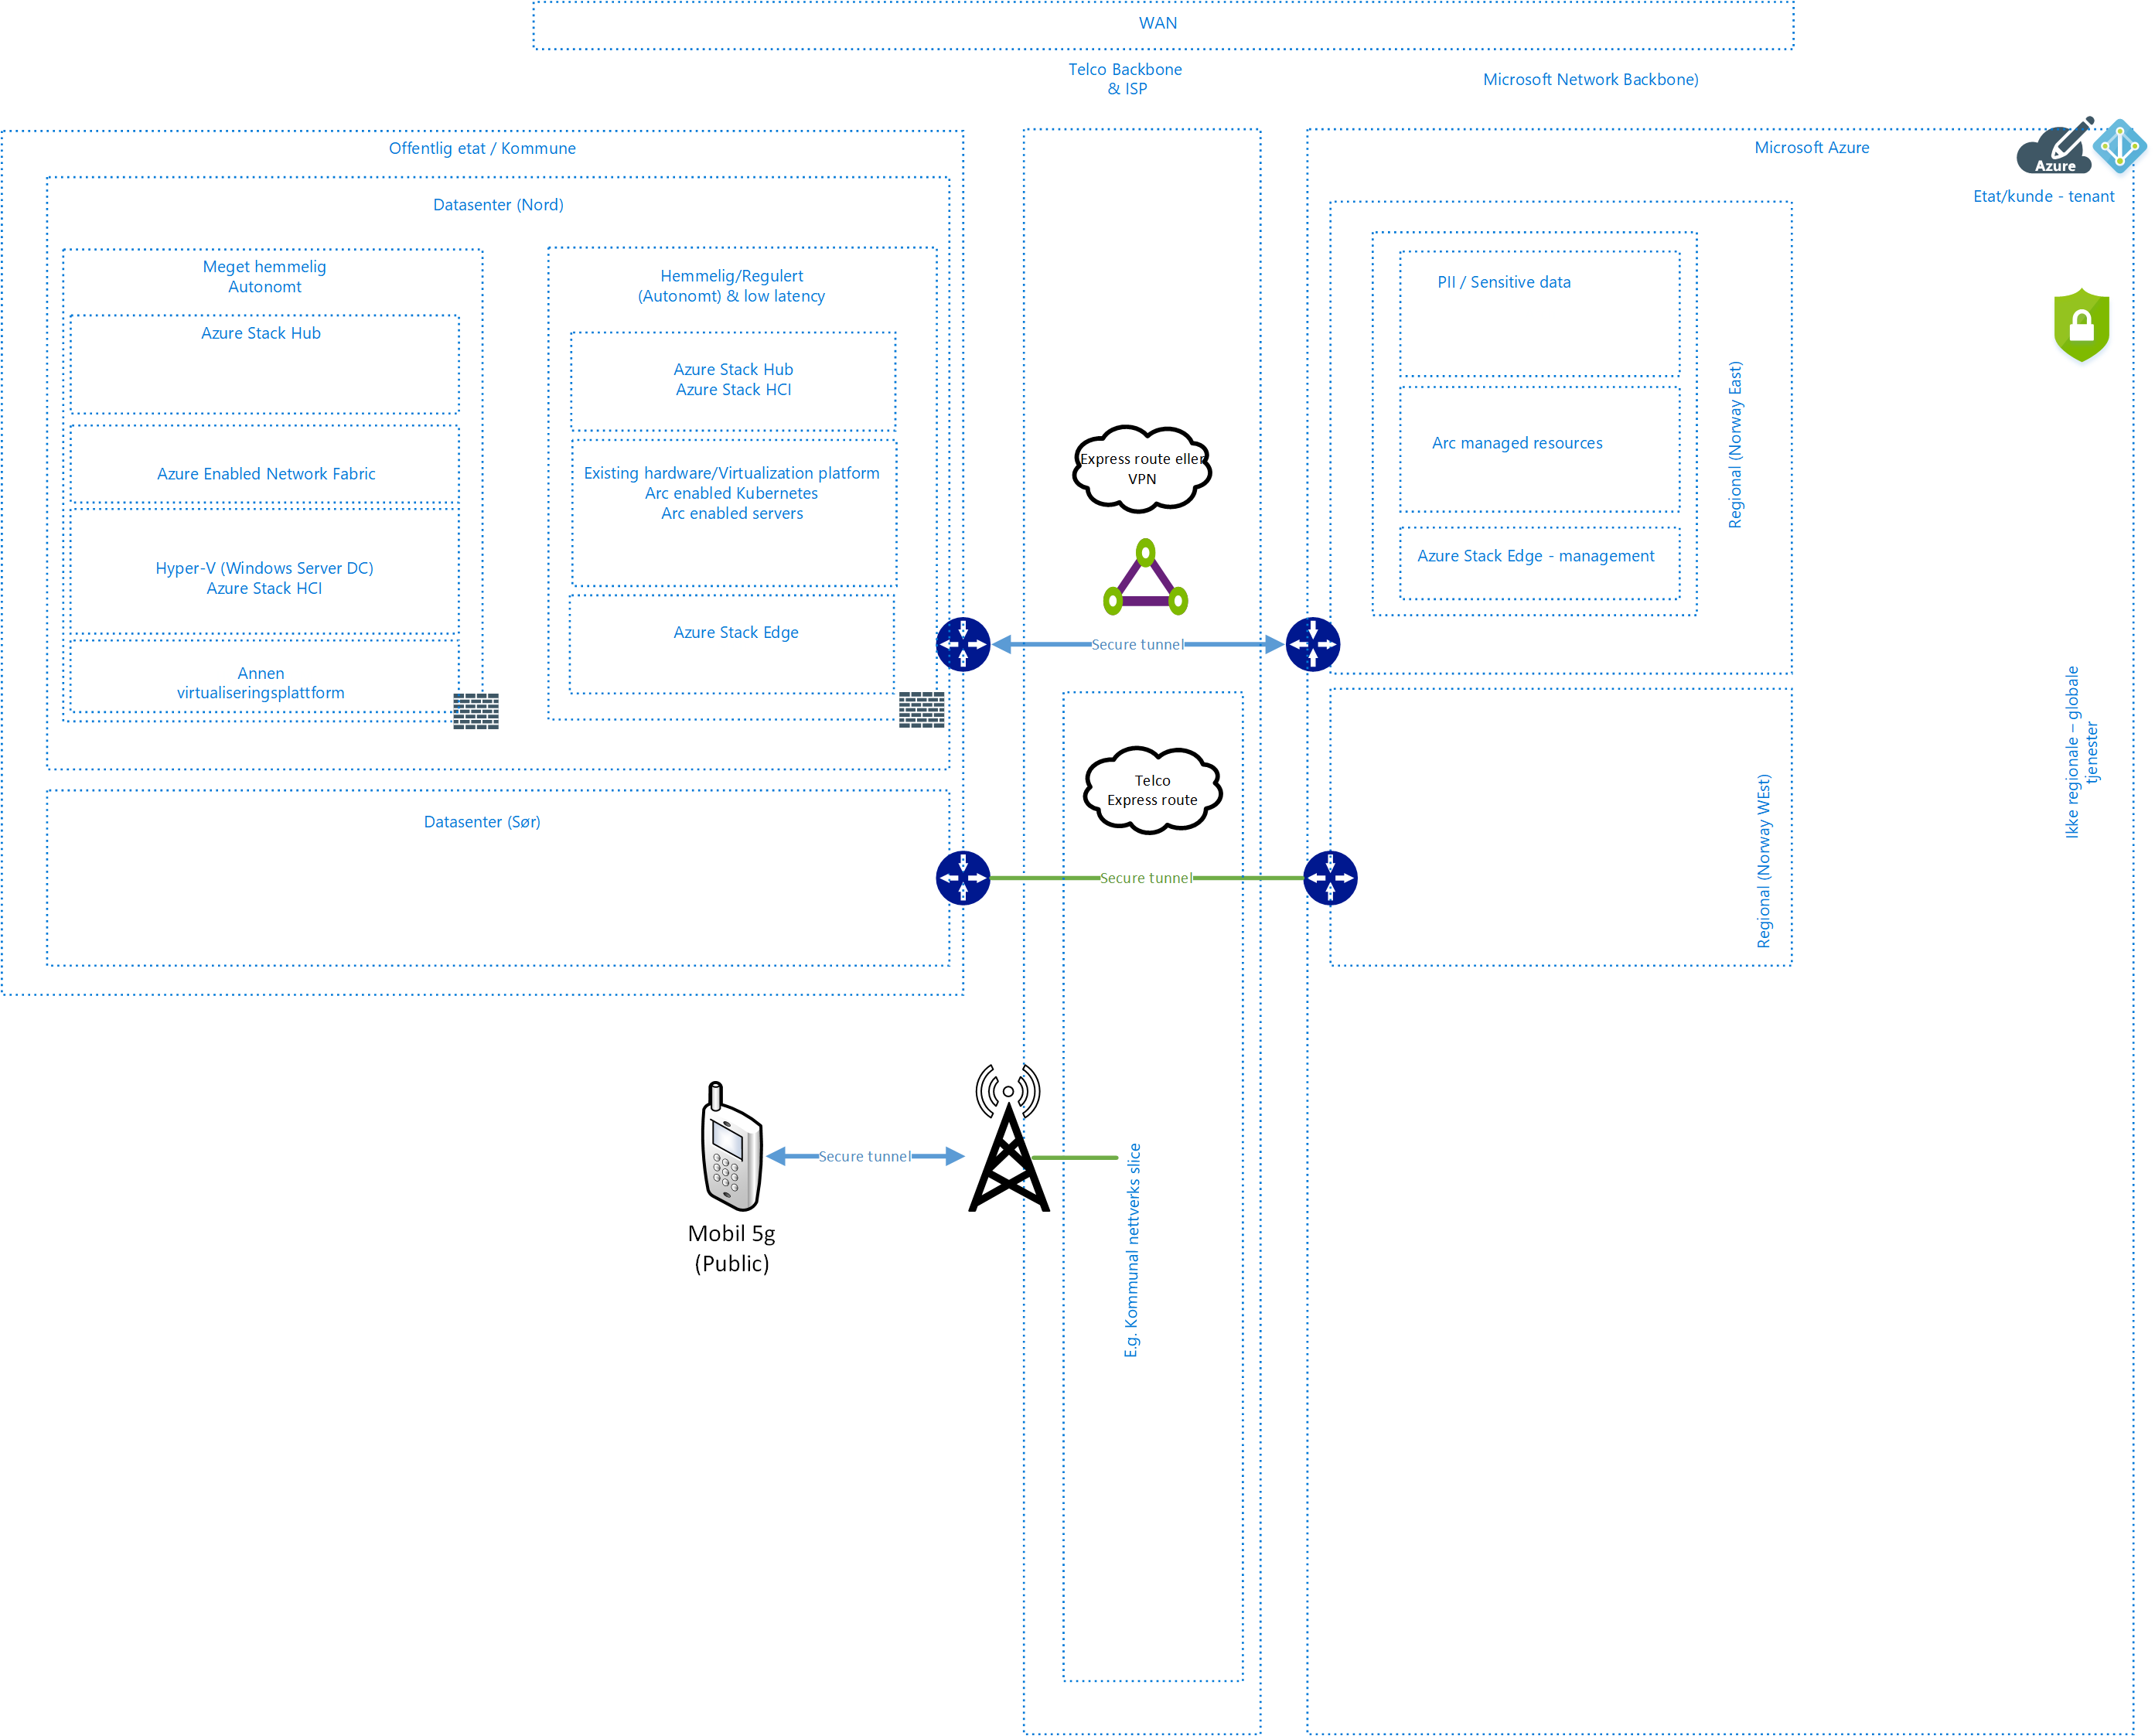 WAN
Telco Backbone
& ISP
Microsoft Network Backbone)
Offentlig etat / Kommune
Datasenter (Nord)
Meget hemmelig
Autonomt
Azure Stack Hub
Azure Enabled Network Fabric
Hyper-V (Windows Server DC)
Azure Stack HCI
Annen
virtualiseringsplattform
Hemmelig/Regulert
(Autonomt) & low latency
Azure Stack Hub
Azure Stack HCI
Existing hardware/Virtualization platform
Arc enabled Kubernetes
Arc enabled servers
Azure Stack Edge
Datasenter (Sør)
Express route eller
VPN
Secure tunnel
Telco
Express route
Secure tunnel
Microsoft Azure
Azure
Etat/kunde - tenant
PII / Sensitive data
Arc managed resources
Azure Stack Edge - management
Regional (Norway East)
Regional (Norway WEst)
Ikke regionale – globale
tjenester
Secure tunnel
Mobil 5g
(Public)
E.g. Kommunal nettverks slice